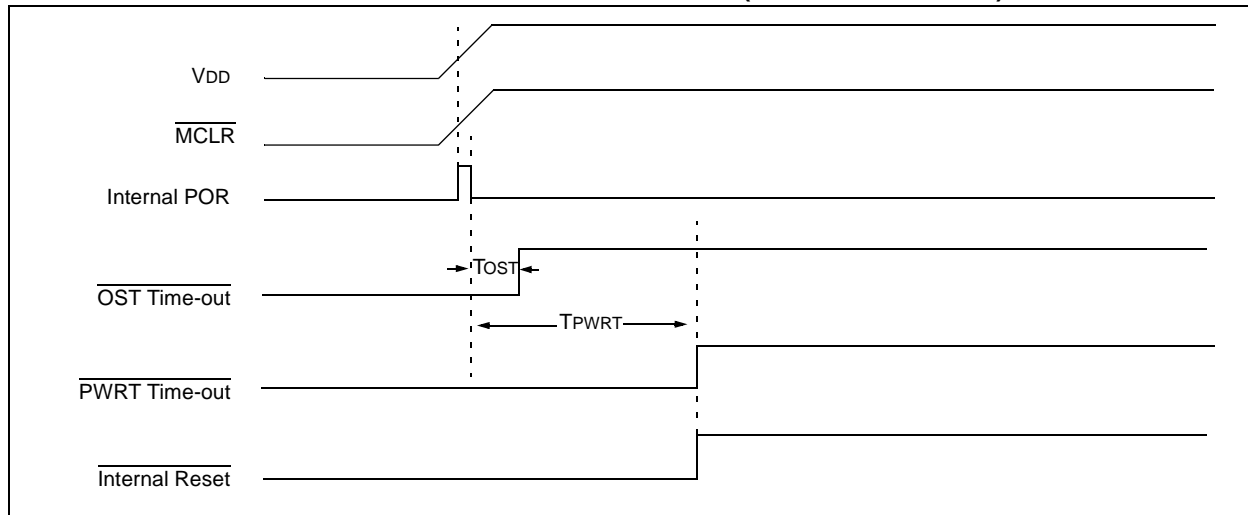 VDD
MCLR
Internal POR
TOST
OST Time-out
TPWRT
PWRT Time-out
Internal Reset